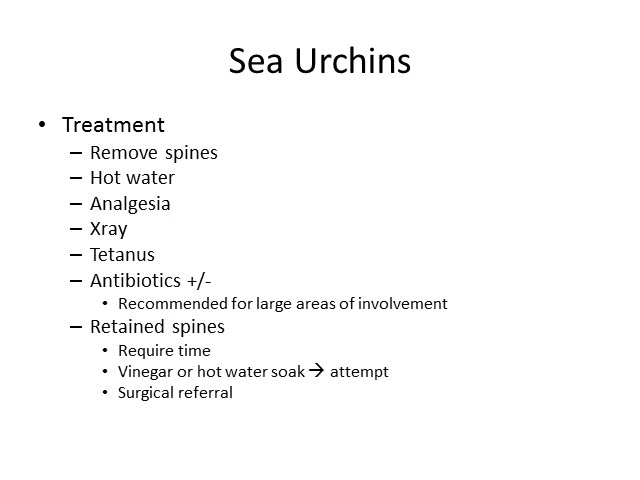 Sea Urchins
• Treatment
– Remove spines
– Hot water
– Analgesia
– Xray
– Tetanus
– Antibiotics +/-
• Recommended for large areas of involvement
– Retained spines
• Require time
• Vinegar or hot water soak → attempt
• Surgical referral